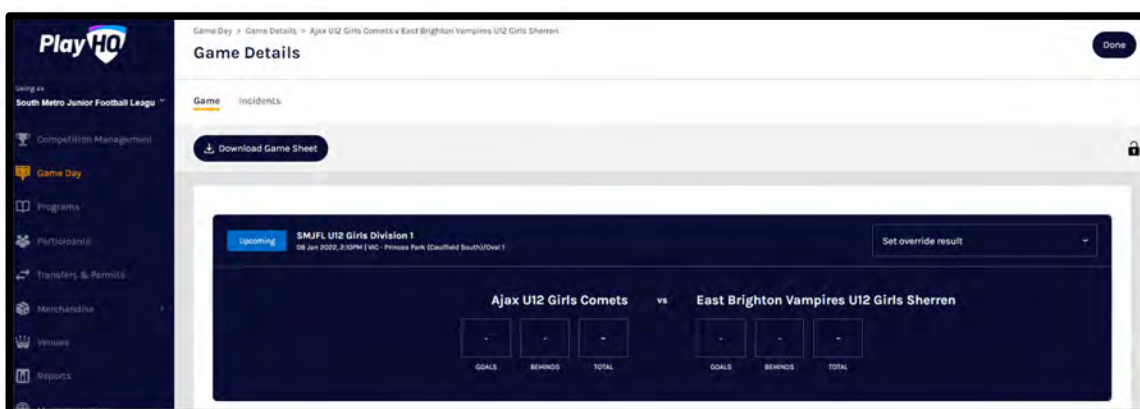 PlayHQ
Game Day > Game Details > Ajax U12 Girls Comets v East Brighton Vampires U12 Girls Sherren
Game Details
Done
Using as
South Metro Junior Football Leagu
Game Incidents
Competition Management
Download Game Sheet
Game Day
Programs
Participants
Transfers & Permits
Merchandise
Venues
Reports
Upcoming
SMJFL U12 Girls Division 1
08 Jan 2022, 2:10PM | VIC - Princes Park (Caulfield South)/Oval 1
Set override result
Ajax U12 Girls Comets vs East Brighton Vampires U12 Girls Sherren
- - - - - -
GOALS BEHINDS TOTAL GOALS BEHINDS TOTAL